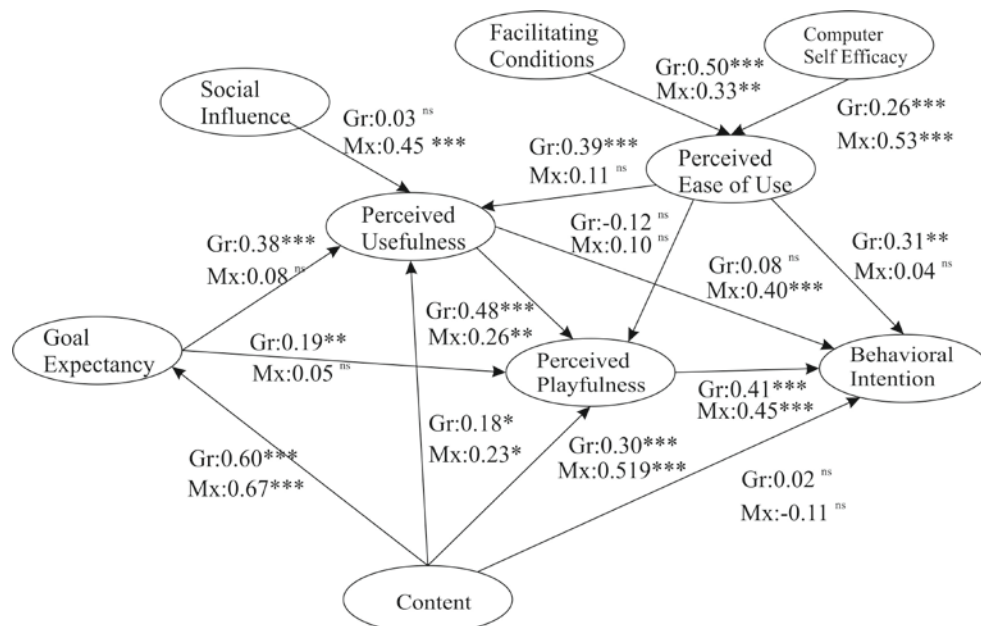 Facilitating
Conditions
Computer
Self Efficacy
Gr:0.50***
Mx:0.33**
Social
Influence
Gr:0.03 ns
Mx:0.45 ***
Gr:0.26***
Mx:0.53***
Gr:0.39***
Mx:0.11 ns
Perceived
Ease of Use
Perceived
Usefulness
Gr:-0.12 ns
Mx:0.10 ns
Gr:0.38***
Mx:0.08 ns
Gr:0.31**
Mx:0.04 ns
Gr:0.08 ns
Mx:0.40***
Gr:0.48***
Mx:0.26**
Goal
Expectancy
Gr:0.19**
Mx:0.05 ns
Perceived
Playfulness
Behavioral
Intention
Gr:0.41***
Mx:0.45***
Gr:0.18*
Mx:0.23*
Gr:0.30***
Mx:0.519***
Gr:0.60***
Mx:0.67***
Gr:0.02 ns
Mx:-0.11 ns
Content